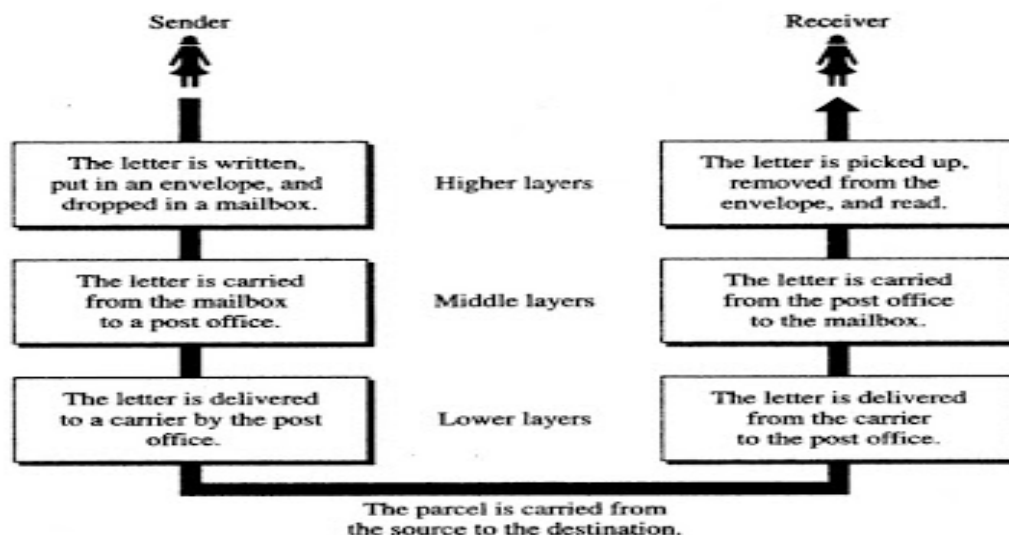 Sender
Receiver
The letter is written,
put in an envelope, and
dropped in a mailbox.
Higher layers
The letter is picked up,
removed from the
envelope, and read.
The letter is carried
from the mailbox
to a post office.
Middle layers
The letter is carried
from the post office
to the mailbox.
The letter is delivered
to a carrier by the post
office.
Lower layers
The letter is delivered
from the carrier
to the post office.
The parcel is carried from
the source to the destination.